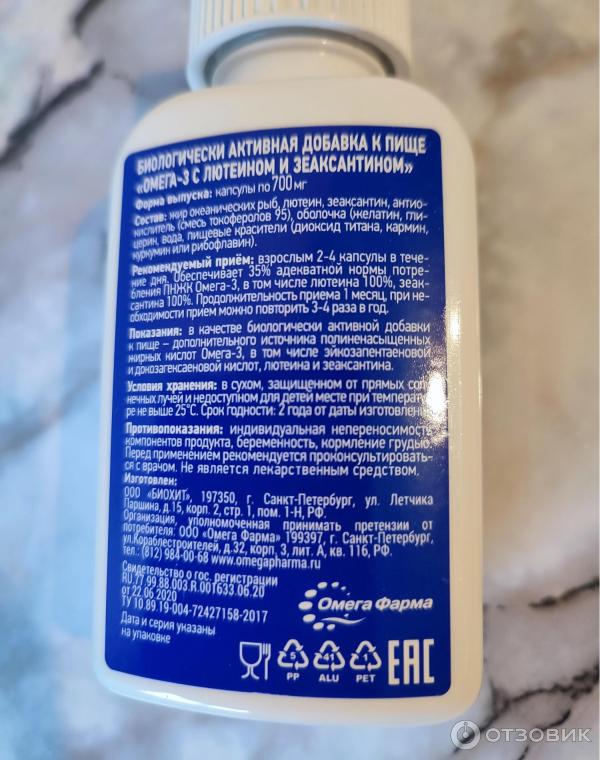 БИОЛОГИЧЕСКИ АКТИВНАЯ ДОБАВКА К ПИЩЕ
«ОМЕГА-3 С ЛЮТЕИНОМ И ЗЕАКСАНТИНОМ»
Форма выпуска: капсулы по 700 мг
Состав: жир океанических рыб, лютеин, зеаксантин, антио-
кислитель (смесь токоферолов 95), оболочка (желатин, гли-
церин, вода, пищевые красители (диоксид титана, кармин,
куркумин или рибофлавин).
Рекомендуемый приём: взрослым 2-4 капсулы в тече-
ние дня. Обеспечивает 35% адекватной нормы потре-
бления ПНЖК Омега-3, в том числе лютеина 100%, зеак-
сантина 100%. Продолжительность приема 1 месяц, при не-
обходимости прием можно повторить 3-4 раза в год.
Показания: в качестве биологически активной добавки
к пище – дополнительного источника полиненасыщенных
жирных кислот Омега-3, в том числе эйкозапентаеновой
и докозагексаеновой кислот, лютеина и зеаксантина.
Условия хранения: в сухом, защищенном от прямых сол-
нечных лучей и недоступном для детей месте при температу-
ре не выше 25°С. Срок годности: 2 года от даты изготовления
Противопоказания: индивидуальная непереносимость
компонентов продукта, беременность, кормление грудью.
Перед применением рекомендуется проконсультировать-
ся с врачом. Не является лекарственным средством.
Изготовлен:
ООО "БИОХИТ", 197350, г. Санкт-Петербург, ул. Летчика
Паршина, д.15, корп. 2, стр. 1, пом. 1-Н, РФ.
Организация, уполномоченная принимать претензии от
потребителя: ООО «Омега Фарма» 199397, г. Санкт-Петербург,
ул.Кораблестроителей, д.32, корп. 3, лит. А, кв. 116, РФ.
тел.: (812) 984-00-68 www.omegapharma.ru
Свидетельство о гос. регистрации
RU.77.99.88.003.R.001633.06.20
от 22.06.2020
ТУ 10.89.19-004-72427158-2017
Омега Фарма
Дата и серия указаны
на упаковке
5 41 1
PP ALU PET
EAC
ОТЗОВИК